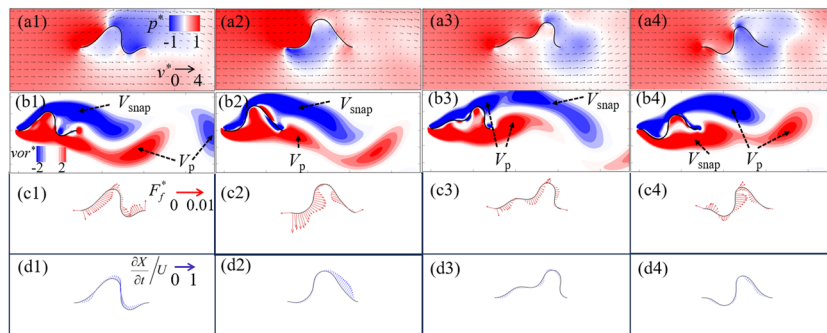 (a1) p* (a2) (a3) (a4)
-1 1
v* 0 4
(b1) V_snap (b2) V_snap (b3) V_snap (b4)
vor* V_p V_p V_p V_snap V_p
-2 2
(c1) F_f^* (c2) (c3) (c4)
0 0.01
(d1) ∂X/∂t /U (d2) (d3) (d4)
0 1